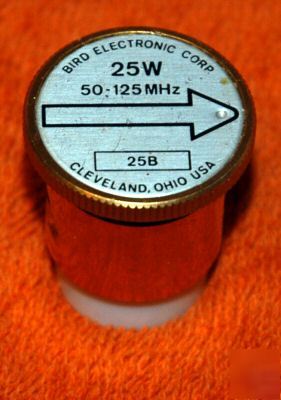 BIRD ELECTRONIC CORP
25W
50-125MHz
25B
CLEVELAND, OHIO USA